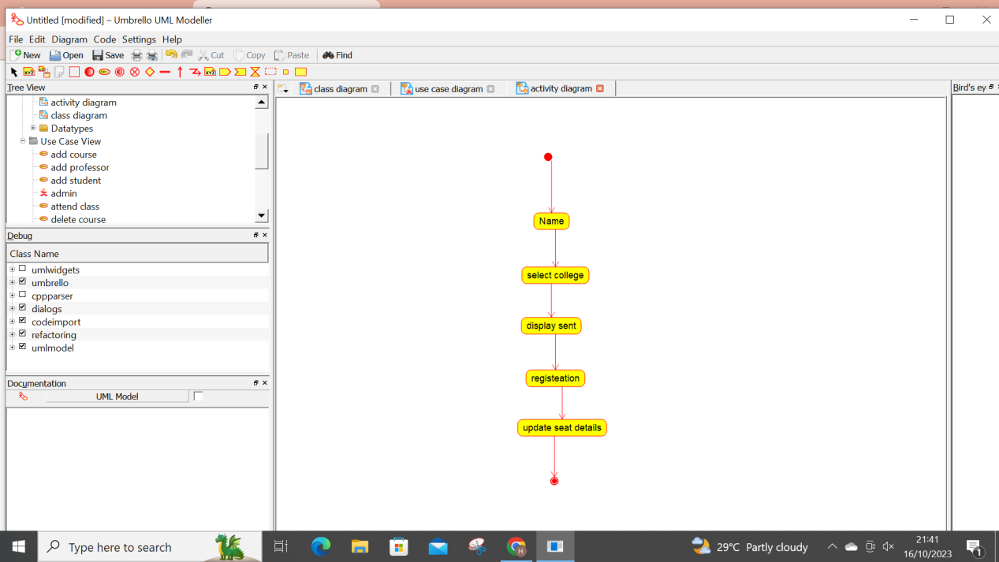 Untitled [modified] – Umbrello UML Modeller
File Edit Diagram Code Settings Help
New Open Save Cut Copy Paste Find
Tree View
class diagram use case diagram activity diagram
Bird's ey
activity diagram
class diagram
Datatypes
Use Case View
add course
add professor
add student
admin
attend class
delete course
Debug
Class Name
umlwidgets
umbrello
cppparser
dialogs
codeimport
refactoring
umlmodel
Documentation
UML Model
Name
select college
display sent
registeation
update seat details
Type here to search
29°C Partly cloudy
21:41
16/10/2023
1